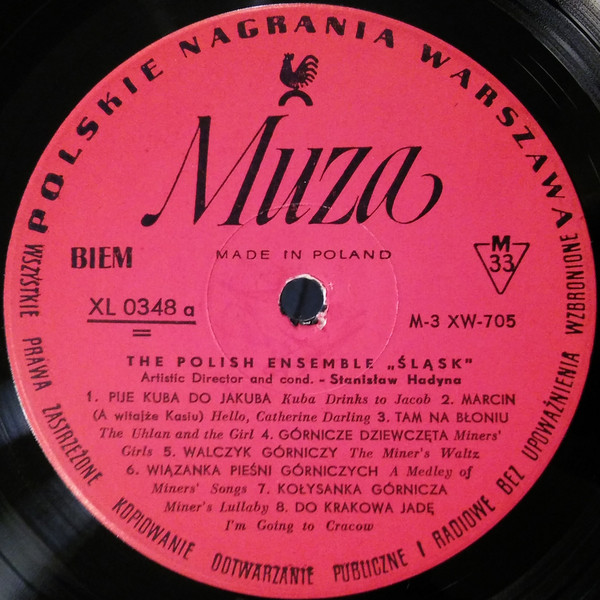 POLSKIE NAGRANIA WARSZAWA
Muza
MADE IN POLAND
BIEM
M
33
XL 0348 a
M-3 XW-705
THE POLISH ENSEMBLE „ŚLĄSK"
Artistic Director and cond. - Stanisław Hadyna
1. PIJE KUBA DO JAKUBA Kuba Drinks to Jacob 2. MARCIN
(A witajże Kasiu) Hello, Catherine Darling 3. TAM NA BŁONIU
The Uhlan and the Girl 4. GÓRNICZE DZIEWCZĘTA Miners'
Girls 5. WALCZYK GÓRNICZY The Miner's Waltz
6. WIĄZANKA PIEŚNI GÓRNICZYCH A Medley of
Miners' Songs 7. KOŁYSANKA GÓRNICZA
Miner's Lullaby 8. DO KRAKOWA JADĘ
I'm Going to Cracow
WSZYSTKIE PRAWA ZASTRZEŻONE KOPIOWANIE ODTWARZANIE PUBLICZNE I RADIOWE BEZ UPOWAŻNIENIA WZBRONIONE